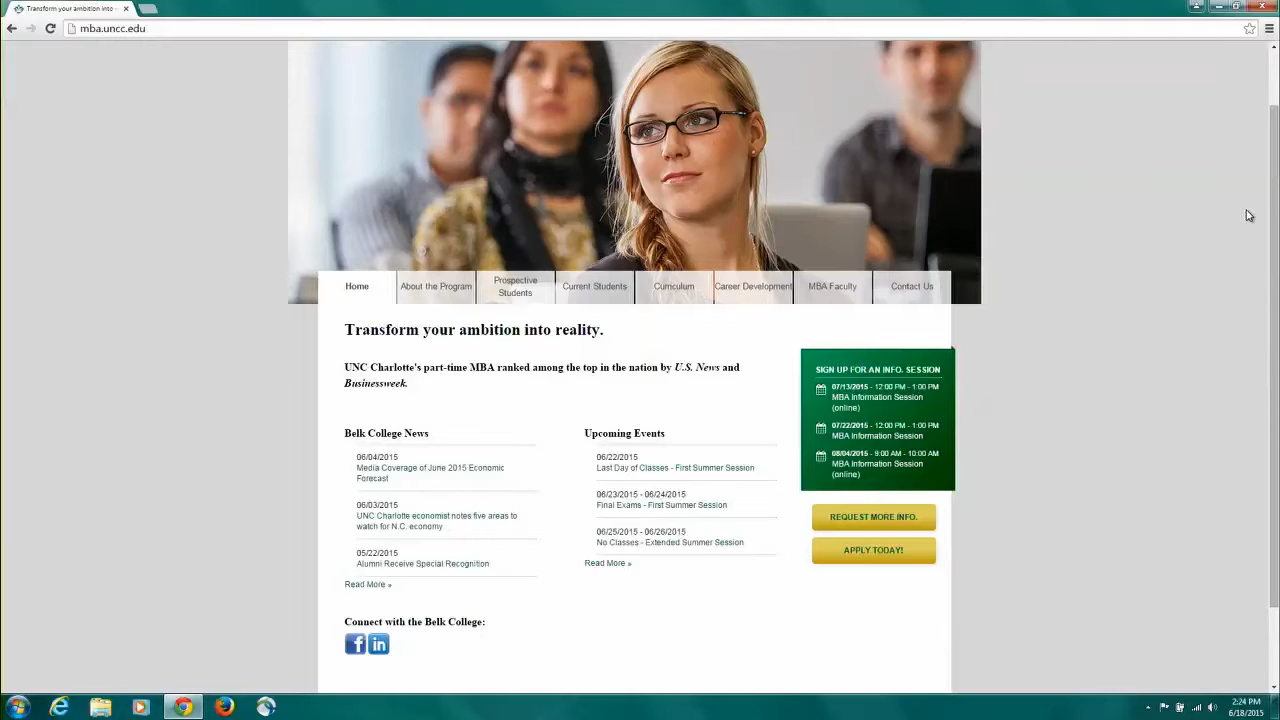 Transform your ambition into
mba.uncc.edu
Home
About the Program
Prospective
Students
Current Students
Curriculum
Career Development
MBA Faculty
Contact Us
Transform your ambition into reality.
UNC Charlotte's part-time MBA ranked among the top in the nation by U.S. News and
Businessweek.
Belk College News
06/04/2015
Media Coverage of June 2015 Economic
Forecast
06/03/2015
UNC Charlotte economist notes five areas to
watch for N.C. economy
05/22/2015
Alumni Receive Special Recognition
Read More »
Upcoming Events
06/22/2015
Last Day of Classes - First Summer Session
06/23/2015 - 06/24/2015
Final Exams - First Summer Session
06/25/2015 - 06/26/2015
No Classes - Extended Summer Session
Read More »
SIGN UP FOR AN INFO. SESSION
07/13/2015 - 12:00 PM - 1:00 PM
MBA Information Session
(online)
07/22/2015 - 12:00 PM - 1:00 PM
MBA Information Session
08/04/2015 - 9:00 AM - 10:00 AM
MBA Information Session
(online)
REQUEST MORE INFO.
APPLY TODAY!
Connect with the Belk College:
f
in
2:24 PM
6/18/2015